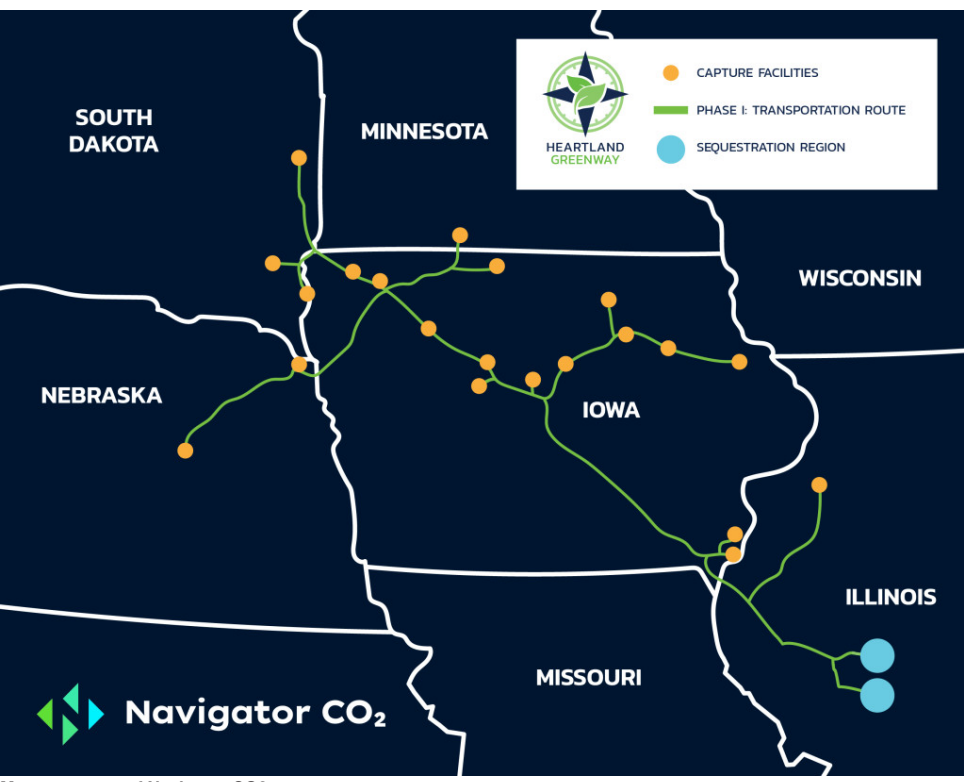 SOUTH
DAKOTA
MINNESOTA
HEARTLAND
GREENWAY
CAPTURE FACILITIES
PHASE I: TRANSPORTATION ROUTE
SEQUESTRATION REGION
WISCONSIN
NEBRASKA
IOWA
ILLINOIS
MISSOURI
Navigator CO₂